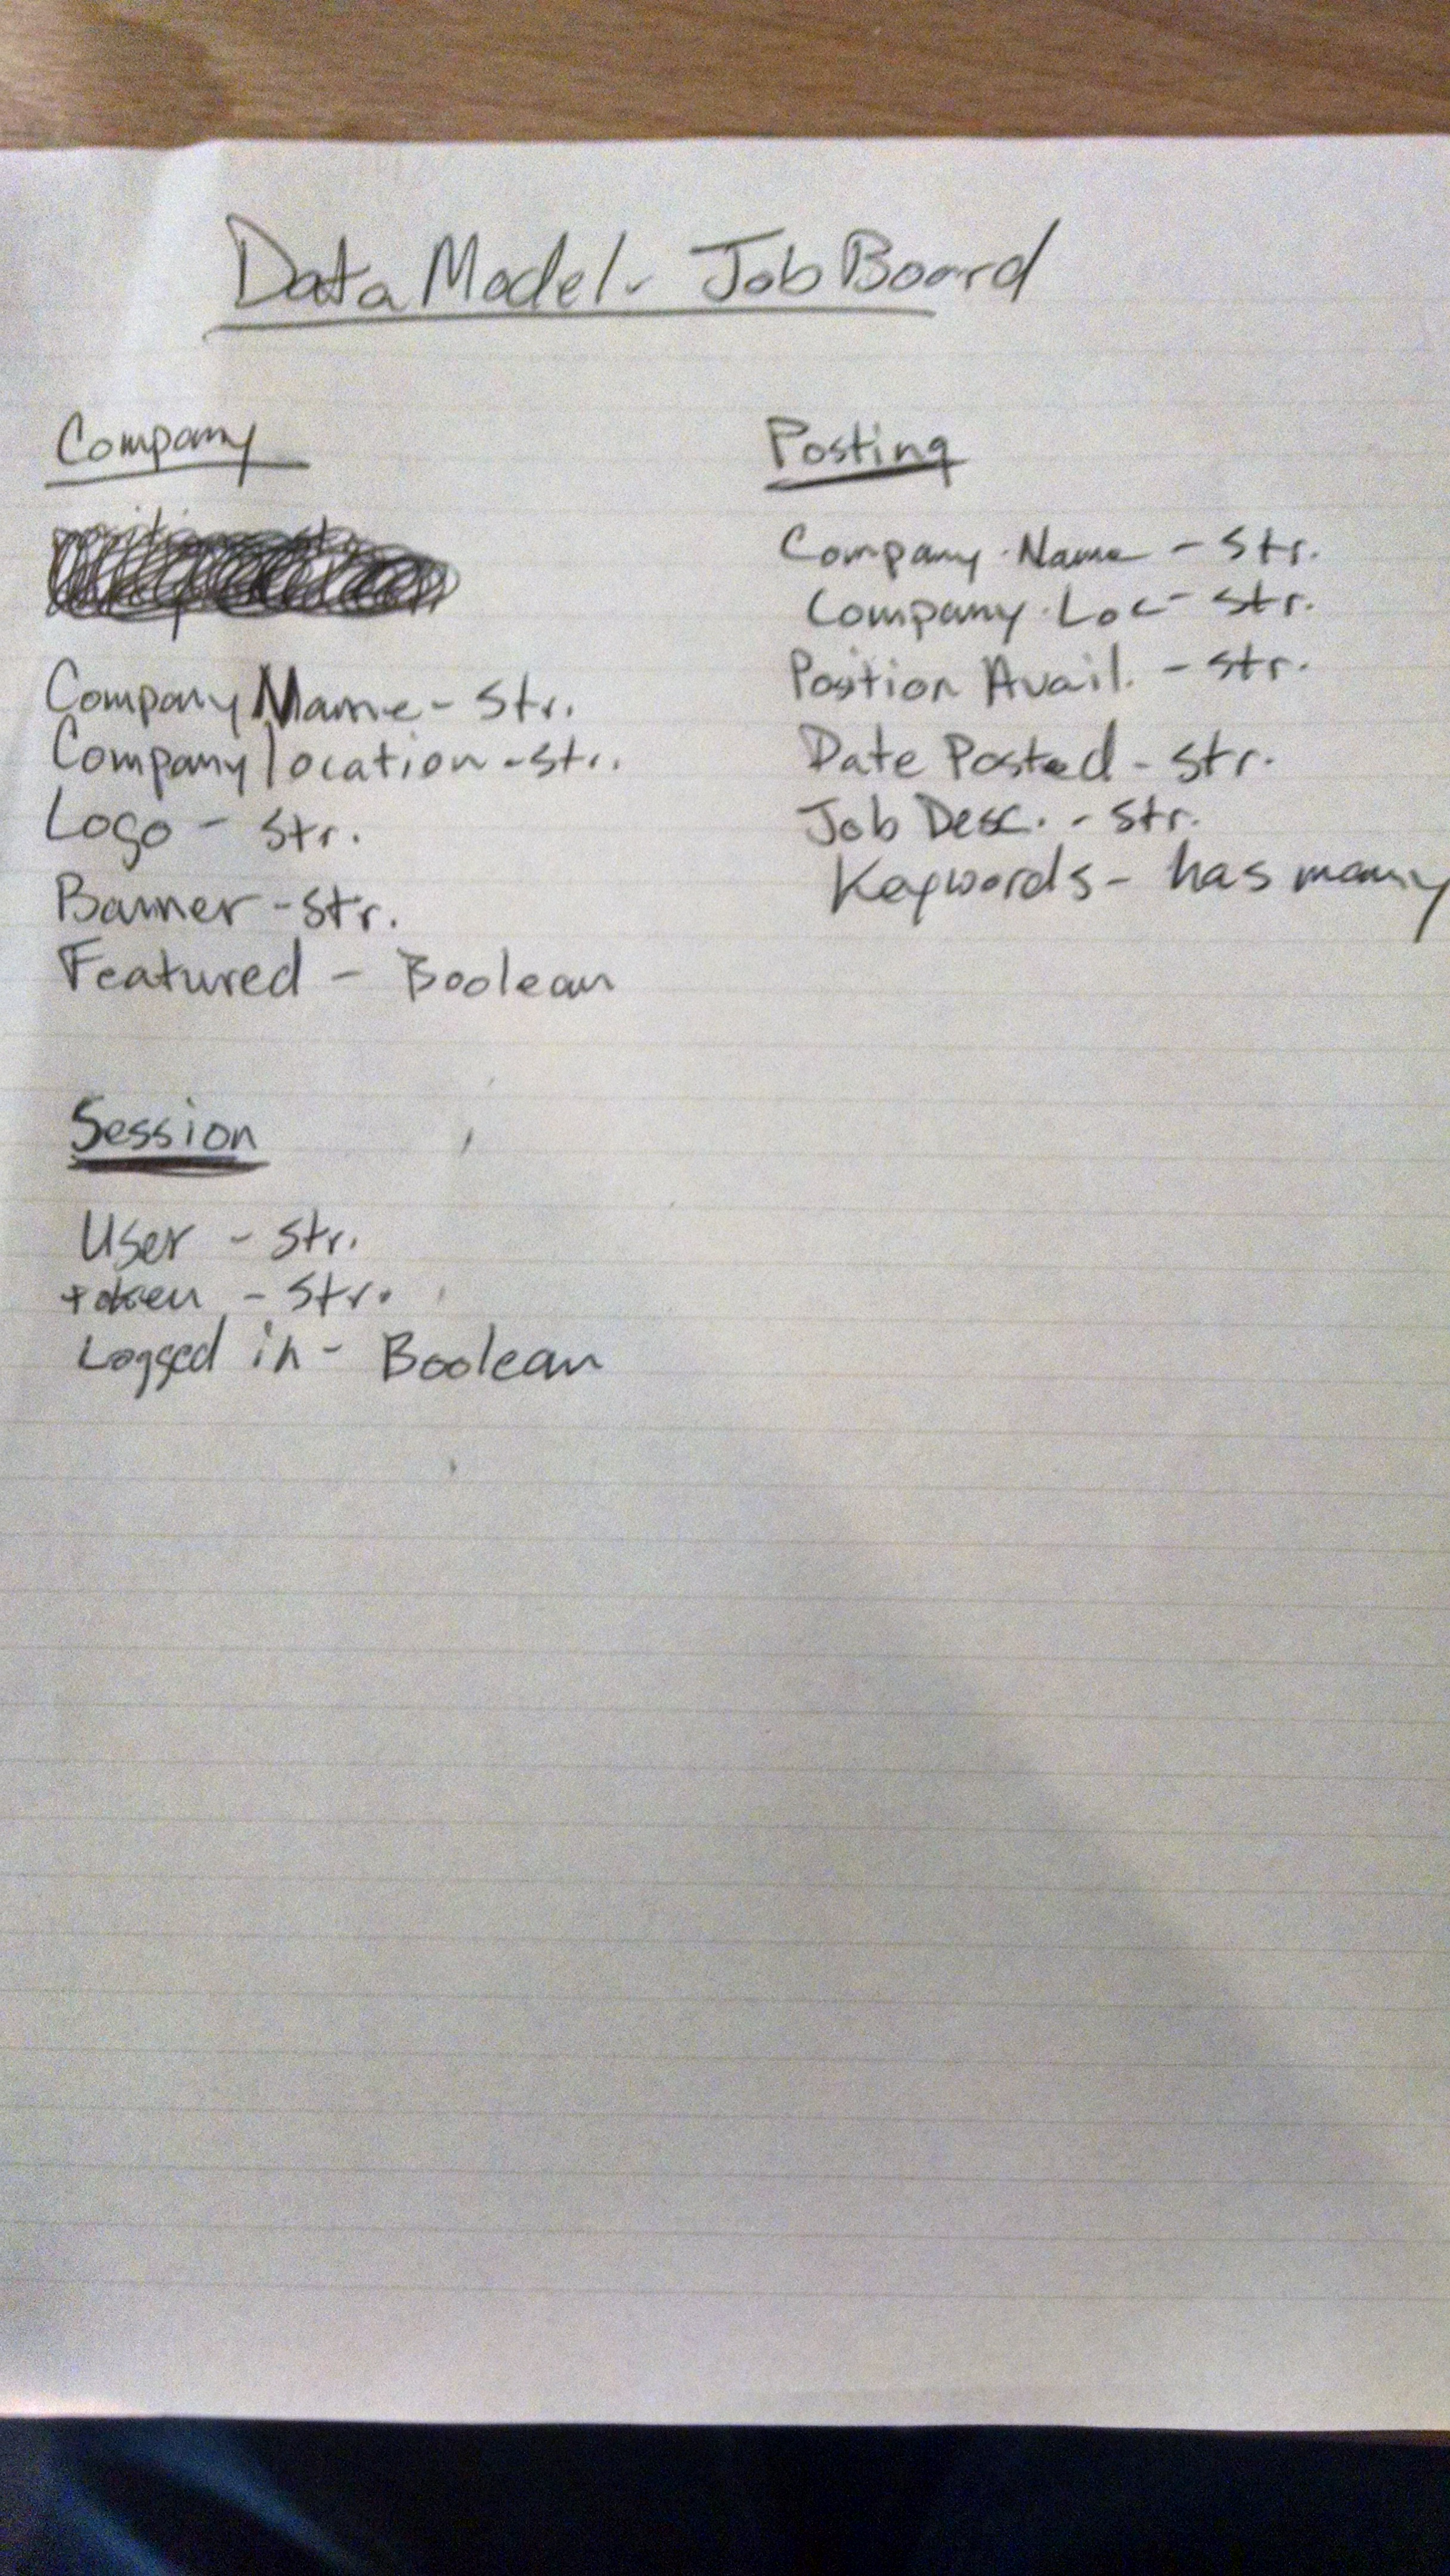 Data Model - Job Board
Company
Company Name - Str.
Company location - str.
Logo - Str.
Banner - str.
Featured - Boolean
Posting
Company Name - Str.
Company Loc - Str.
Position Avail. - str.
Date Posted - Str.
Job Desc. - Str.
Keywords - has many
Session
User - Str.
token - Str.
Logged in - Boolean